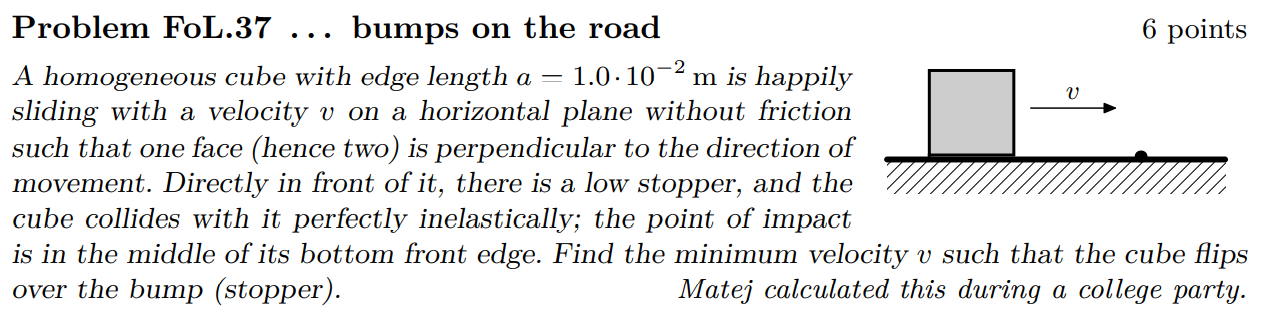 Problem FoL.37 ... bumps on the road 6 points
A homogeneous cube with edge length a = 1.0·10⁻² m is happily
sliding with a velocity v on a horizontal plane without friction
such that one face (hence two) is perpendicular to the direction of
movement. Directly in front of it, there is a low stopper, and the
cube collides with it perfectly inelastically; the point of impact
is in the middle of its bottom front edge. Find the minimum velocity v such that the cube flips
over the bump (stopper). Matej calculated this during a college party.
v